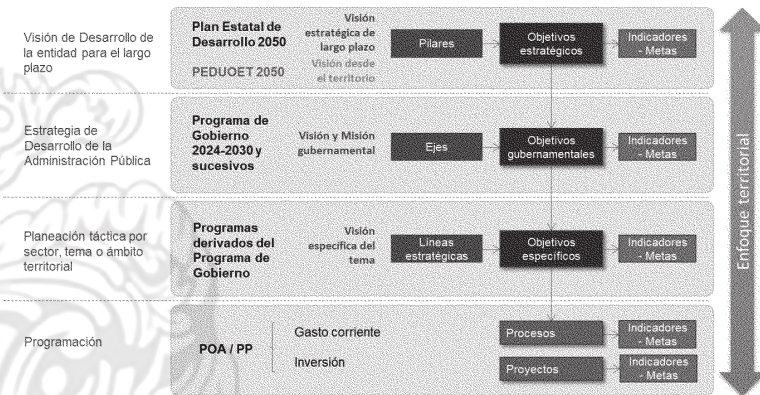 Visión de Desarrollo de
la entidad para el largo
plazo
Plan Estatal de
Desarrollo 2050
PEDUOET 2050
Visión
estratégica de
largo plazo
Visión desde
el territorio
Pilares
Objetivos
estratégicos
Indicadores
- Metas
Estrategia de
Desarrollo de la
Administración Pública
Programa de
Gobierno
2024-2030 y
sucesivos
Visión y Misión
gubernamental
Ejes
Objetivos
gubernamentales
Indicadores
- Metas
Planeación táctica por
sector, tema o ámbito
territorial
Programas
derivados del
Programa de
Gobierno
Visión
específica del
tema
Líneas
estratégicas
Objetivos
específicos
Indicadores
- Metas
Programación
POA / PP
Gasto corriente
Inversión
Procesos
Indicadores
- Metas
Proyectos
Indicadores
- Metas
Enfoque territorial